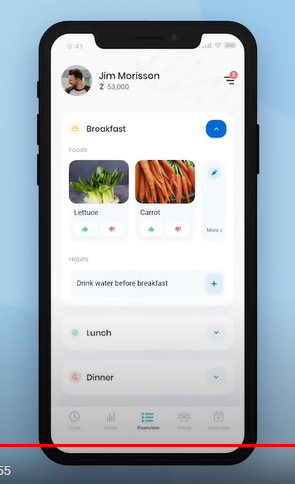 9:41
Jim Morisson
Ƶ 53,000
2
Breakfast
Foods
Lettuce
Carrot
More
Habits
Drink water before breakfast
Lunch
Dinner
Chart
Overview
Group
Calendar
55